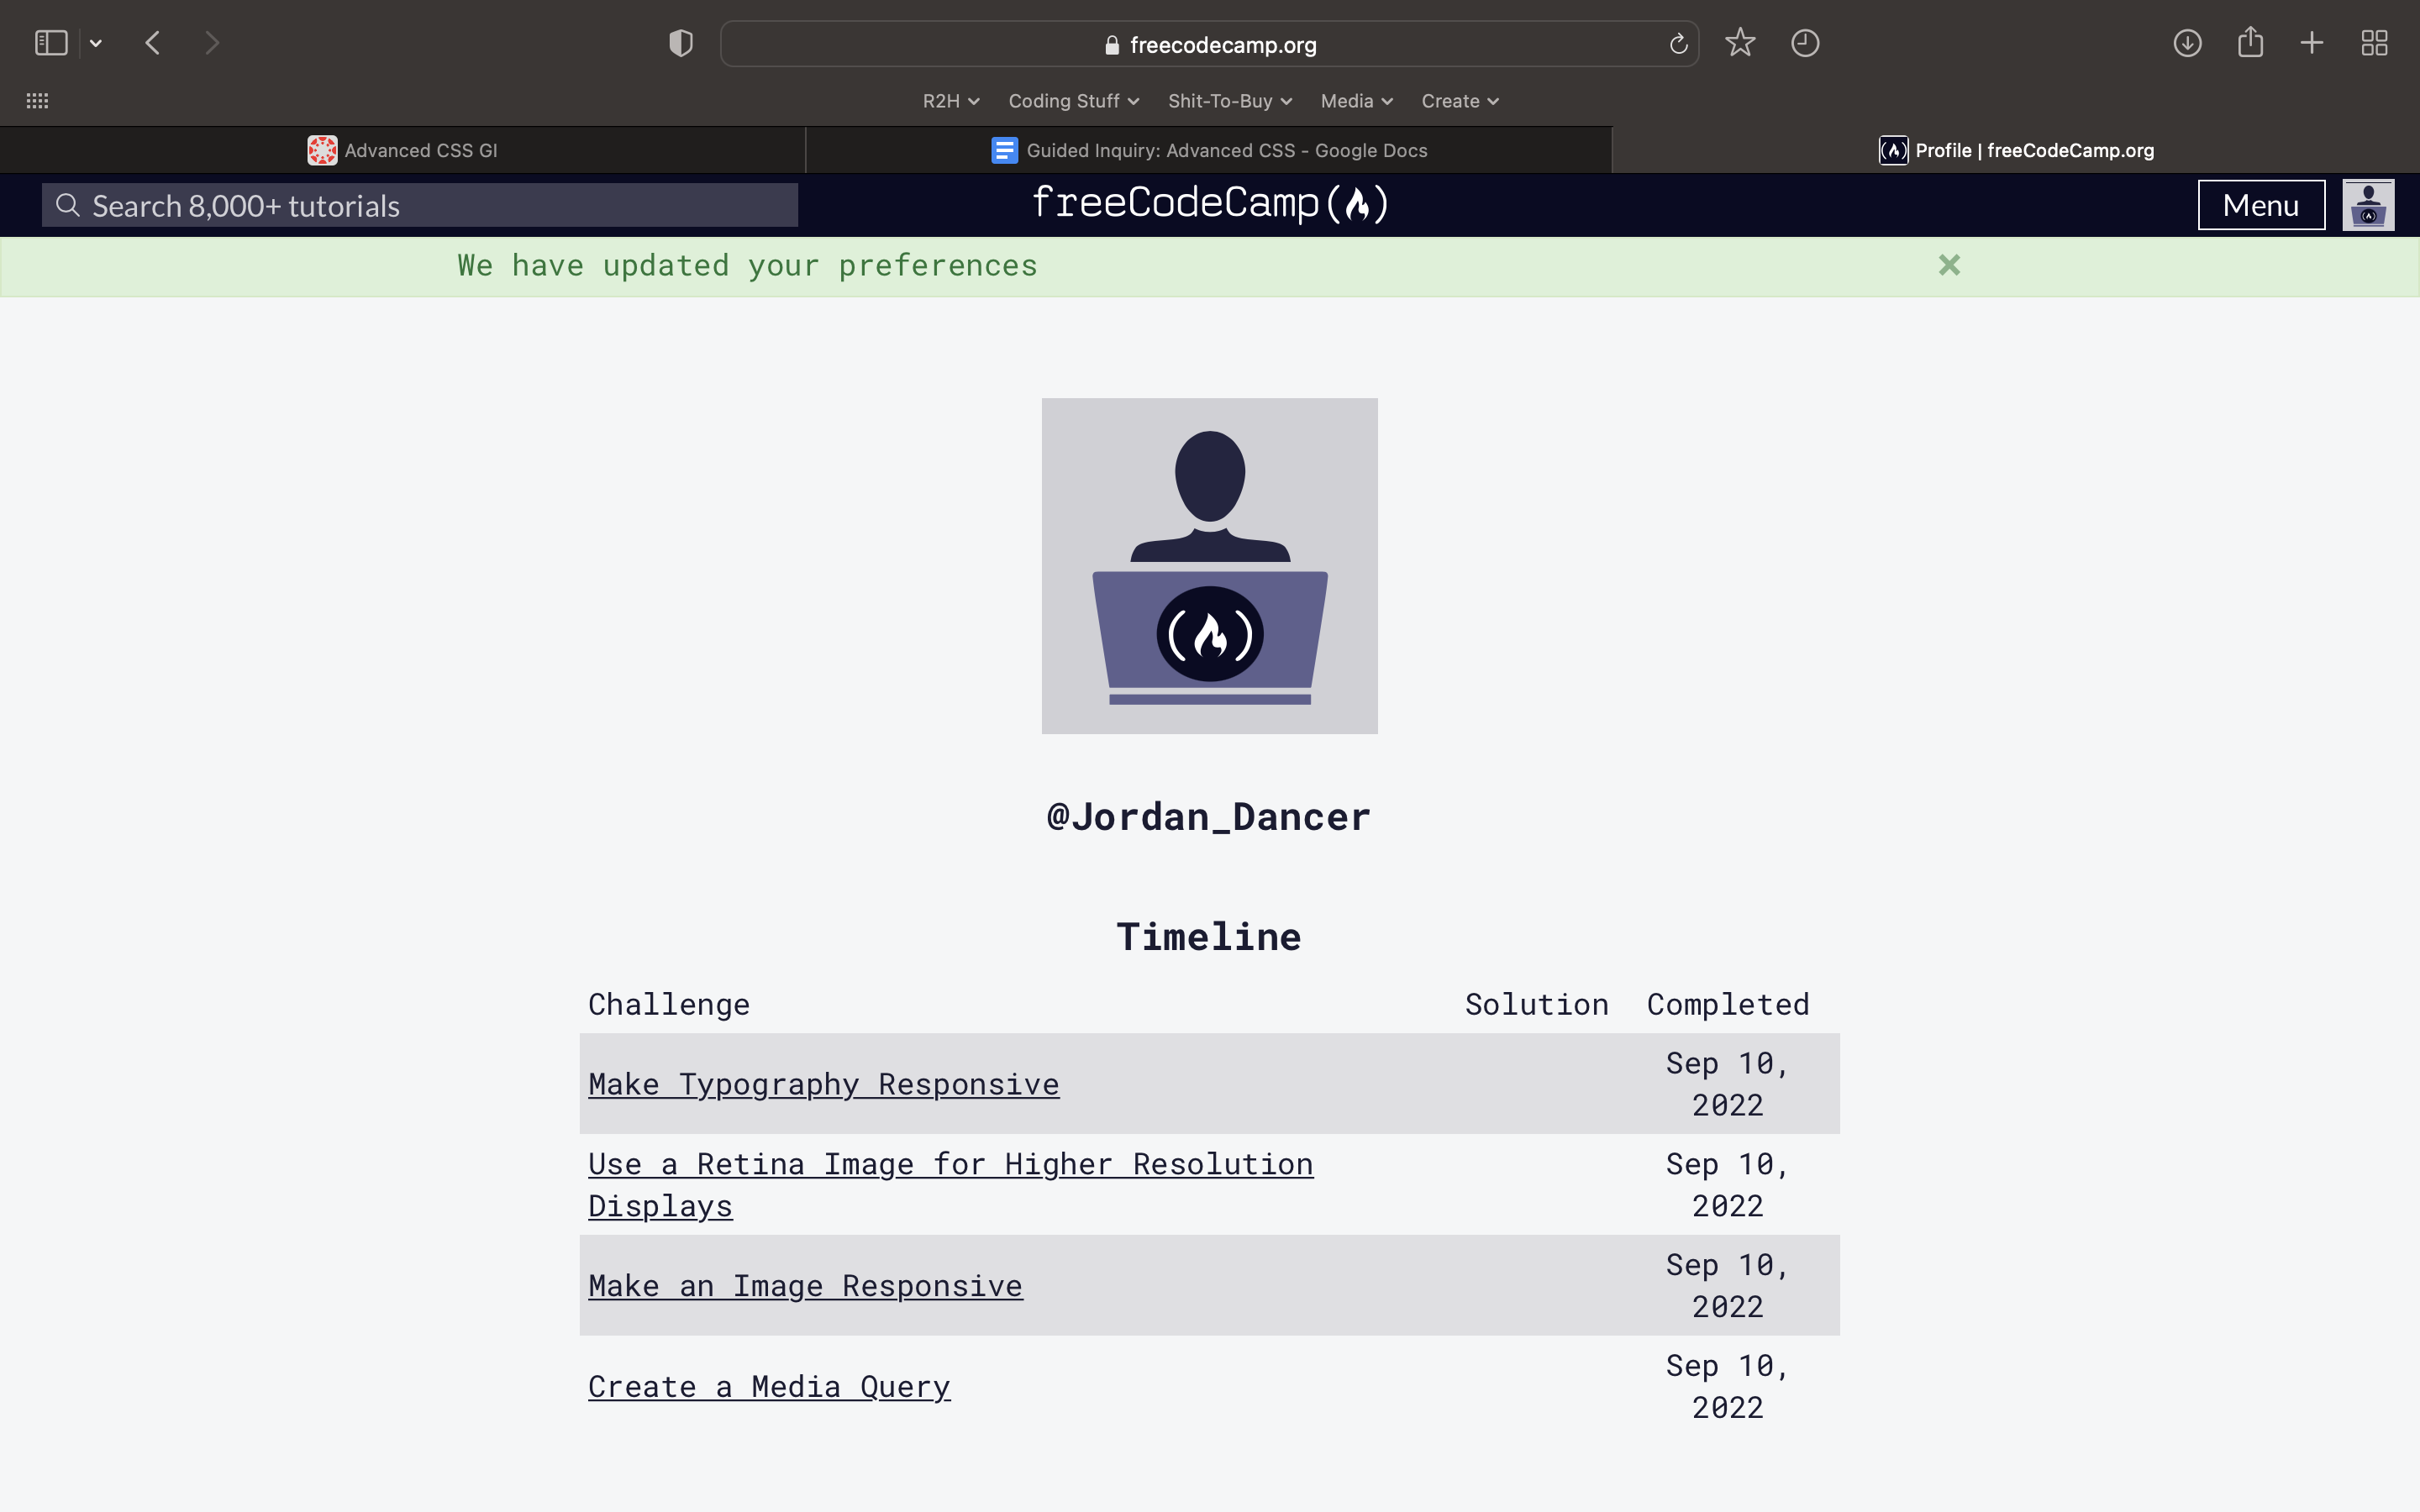 freecodecamp.org
R2H
Coding Stuff
Shit-To-Buy
Media
Create
Advanced CSS GI
Guided Inquiry: Advanced CSS - Google Docs
Profile | freeCodeCamp.org
Search 8,000+ tutorials
freeCodeCamp
Menu
We have updated your preferences
@Jordan_Dancer
Timeline
Challenge Solution Completed
Make Typography Responsive
Sep 10,
2022
Use a Retina Image for Higher Resolution
Displays
Sep 10,
2022
Make an Image Responsive
Sep 10,
2022
Create a Media Query
Sep 10,
2022